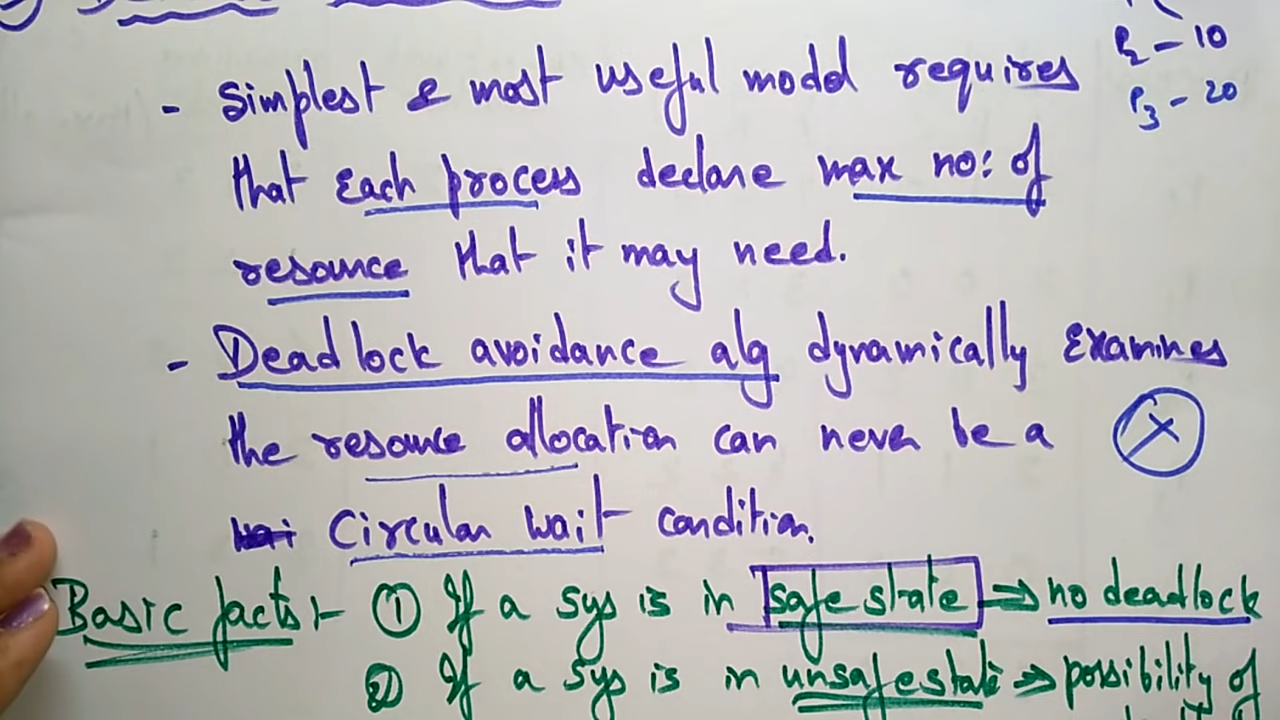 P2 - 10
P3 - 20
- Simplest & most useful model requires
that Each process declare max no: of
resource that it may need.
- Deadlock avoidance alg dynamically Examines
the resource allocation can never be a X
Circular wait condition.
Basic facts:- ① If a sys is in safe state ⇒ no deadlock
② If a sys is in unsafe state ⇒ possibility of